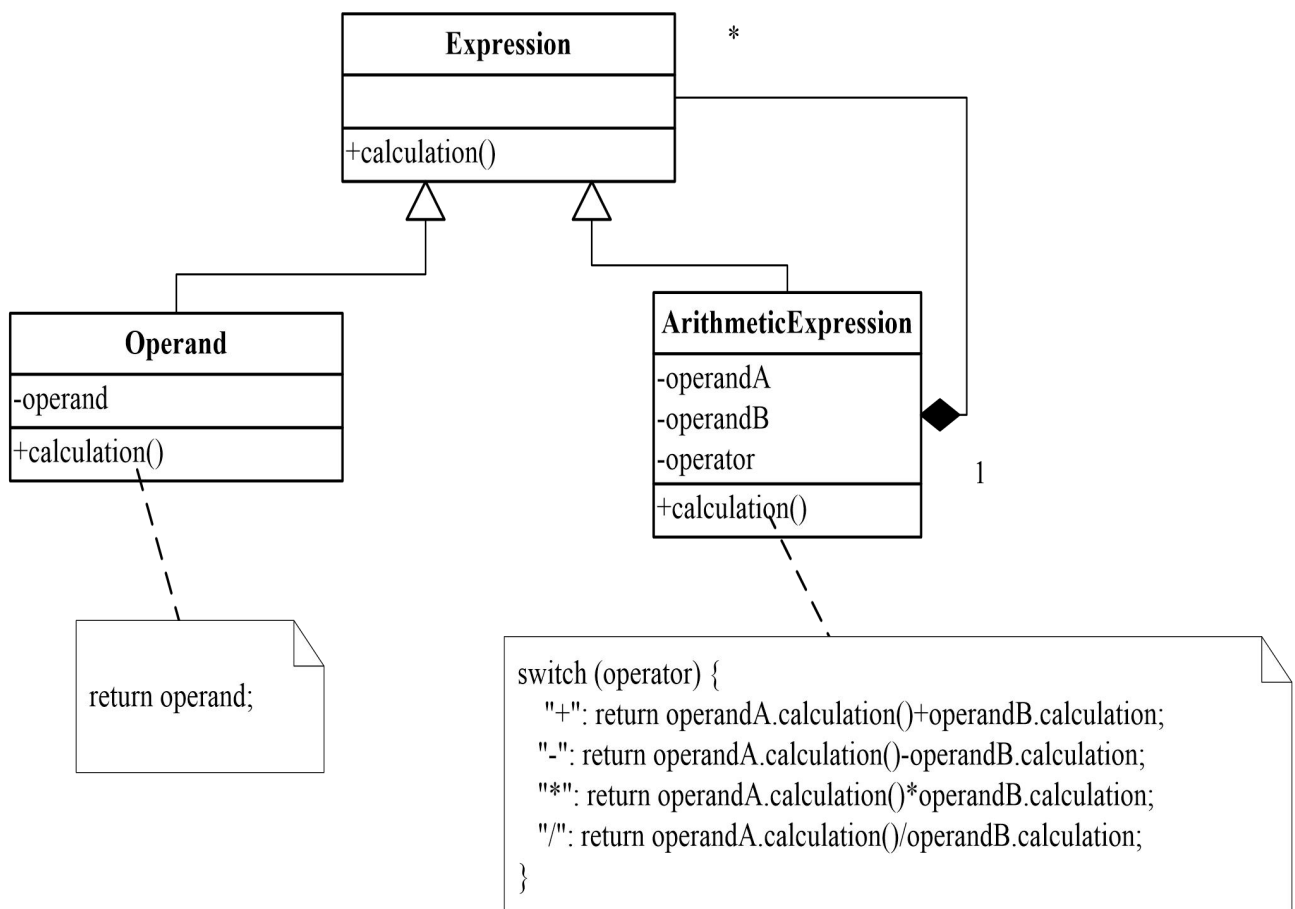 Expression
*
+calculation()
Operand
-operand
+calculation()
ArithmeticExpression
-operandA
-operandB
-operator
+calculation()
1
return operand;
switch (operator) {
"+": return operandA.calculation()+operandB.calculation;
"-": return operandA.calculation()-operandB.calculation;
"*": return operandA.calculation()*operandB.calculation;
"/": return operandA.calculation()/operandB.calculation;
}